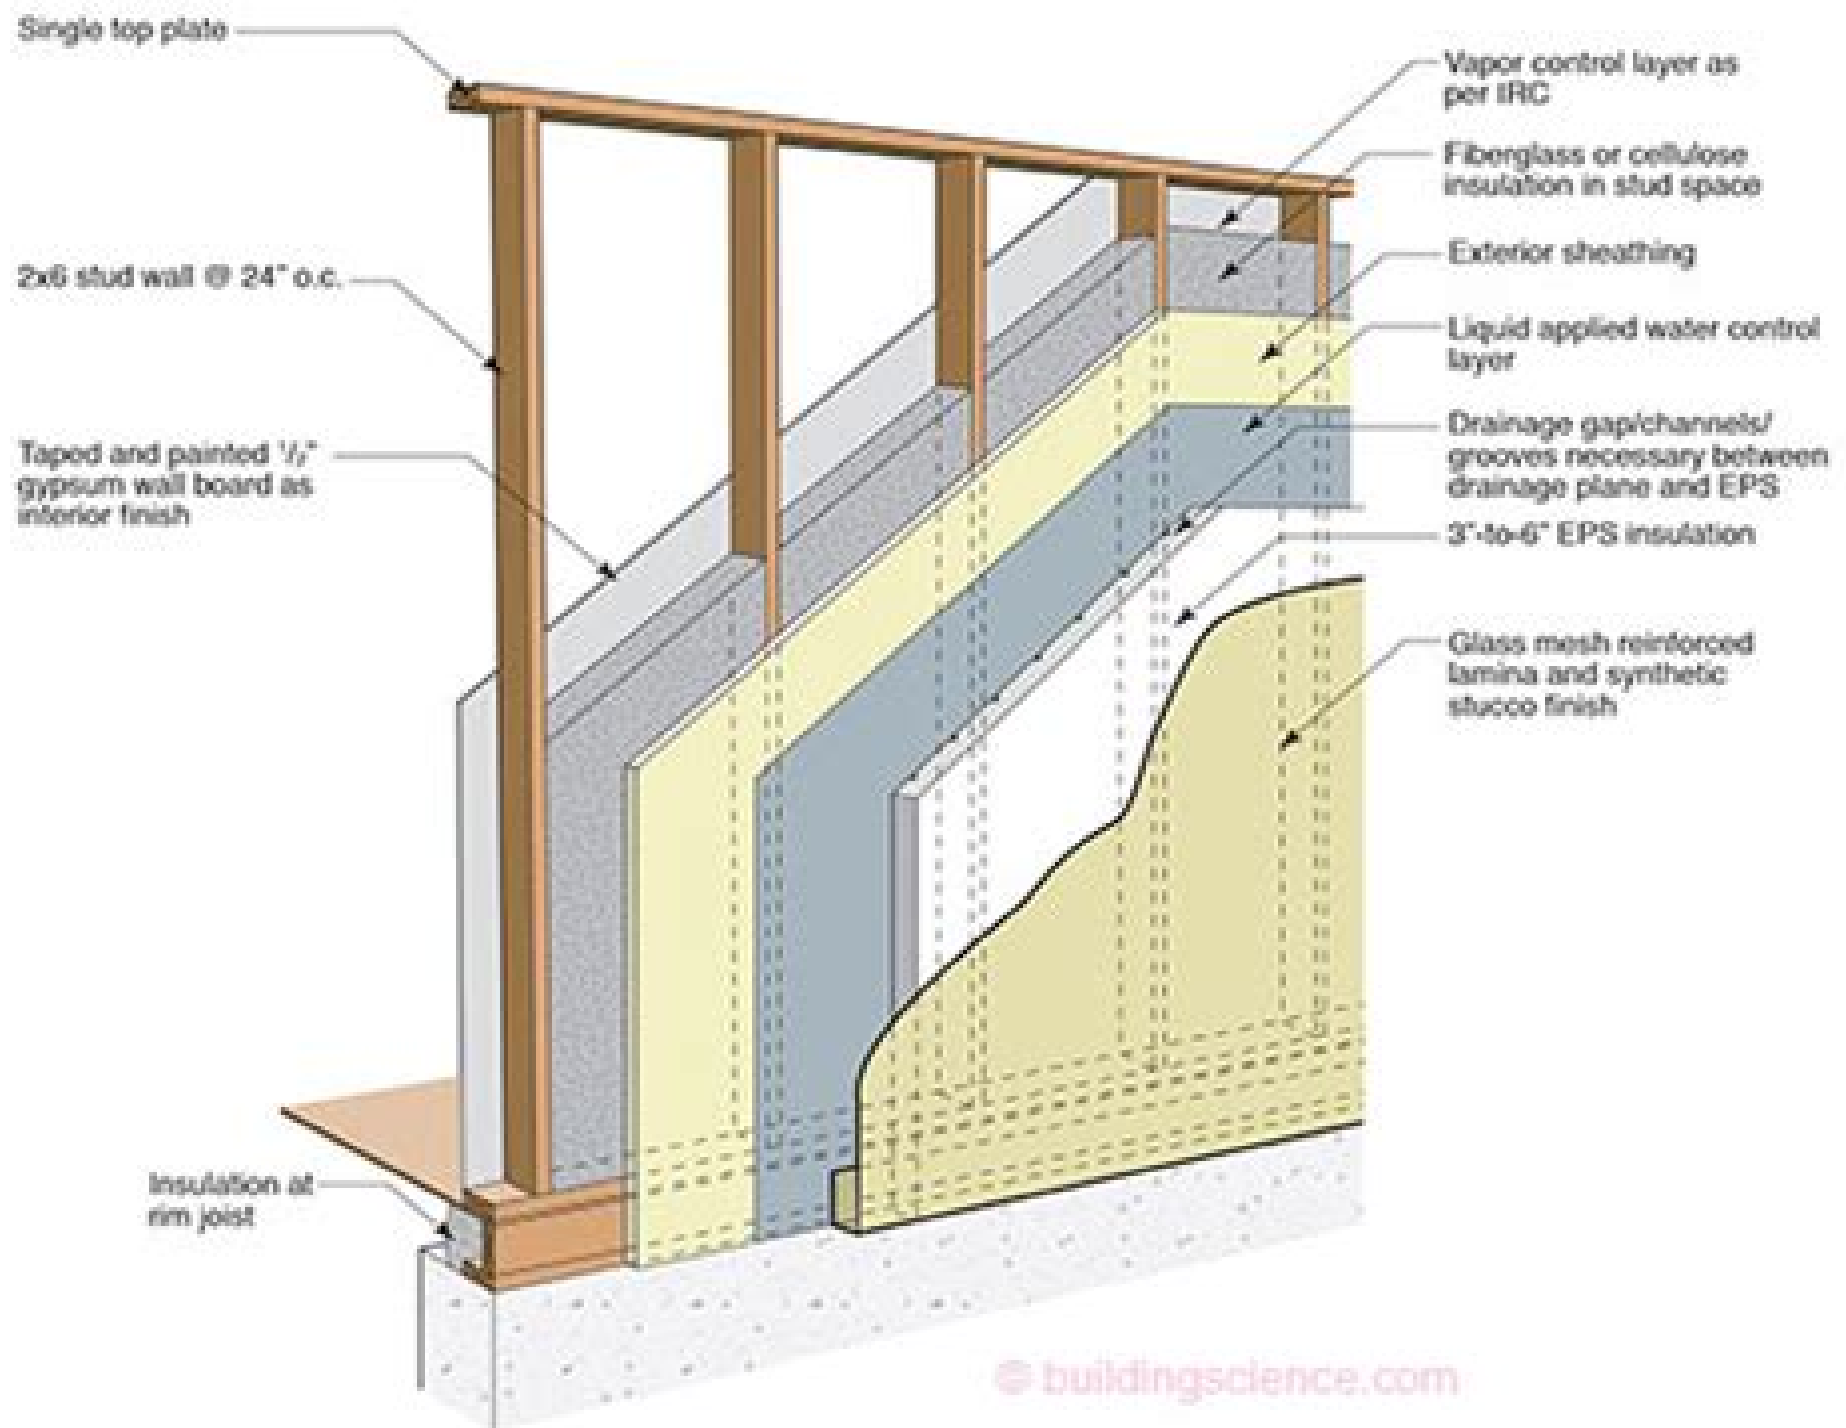 Single top plate
2x6 stud wall @ 24" o.c.
Taped and painted 1/2"
gypsum wall board as
interior finish
Insulation at
rim joist
Vapor control layer as
per IRC
Fiberglass or cellulose
insulation in stud space
Exterior sheathing
Liquid applied water control
layer
Drainage gap/channels/
grooves necessary between
drainage plane and EPS
3"-to-6" EPS insulation
Glass mesh reinforced
lamina and synthetic
stucco finish
© buildingscience.com